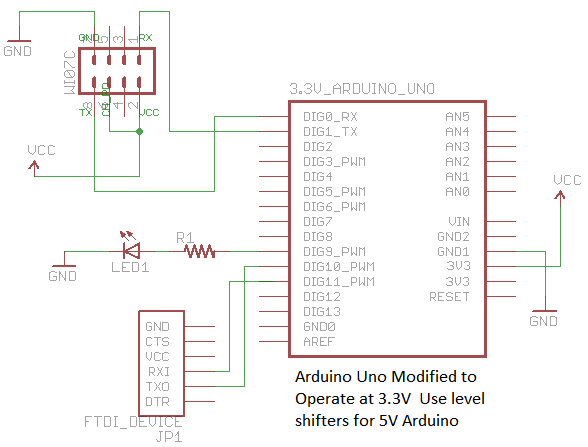 GND
GND
7
5
3
1
RX
WI07C
8
6
4
2
TX
CH_PD
VCC
VCC
3.3V_ARDUINO_UNO
DIG0_RX AN5
DIG1_TX AN4
DIG2 AN3
DIG3_PWM AN2
DIG4 AN1
DIG5_PWM AN0
DIG6_PWM
DIG7 VIN
DIG8 GND2
DIG9_PWM GND1
DIG10_PWM 3V3
DIG11_PWM 3V3
DIG12 RESET
DIG13
GND0
AREF
VCC
GND
R1
LED1
GND
GND
CTS
VCC
RXI
TXO
DTR
FTDI_DEVICE
JP1
Arduino Uno Modified to
Operate at 3.3V Use level
shifters for 5V Arduino